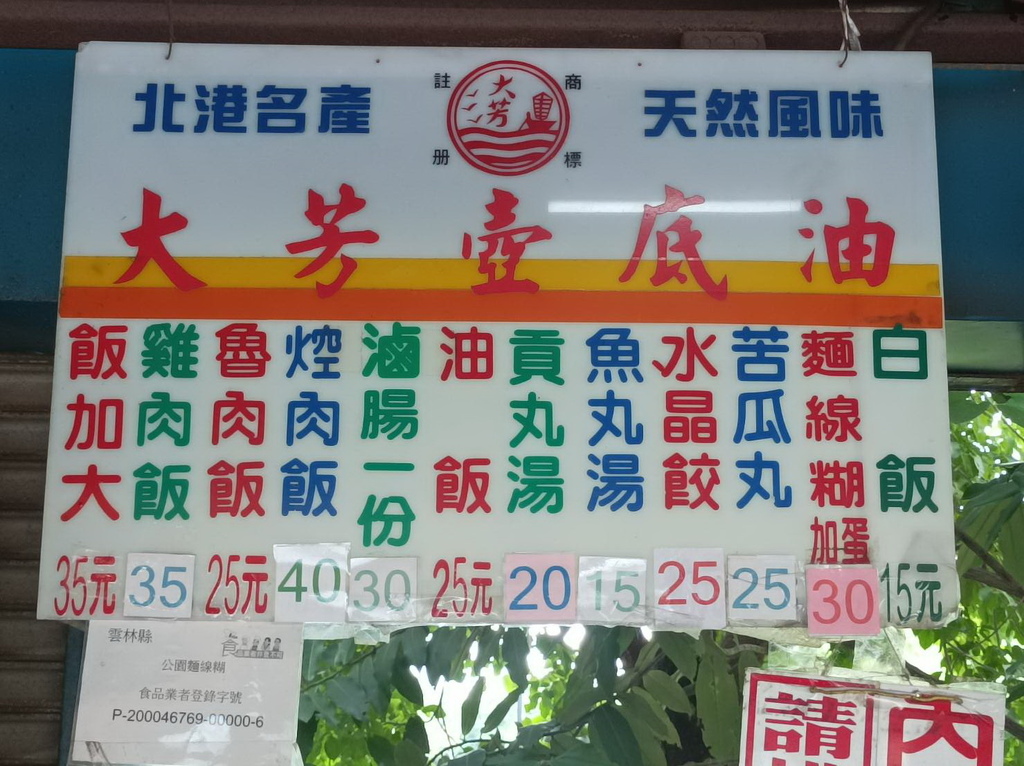 北港名產
註冊
大芳
商標
天然風味
大芳壺底油
飯加大 35元
雞肉飯 35
魯肉飯 25元
焢肉飯 40
滷腸一份 30
油飯 25元
貢丸湯 20
魚丸湯 15
水晶餃 25
苦瓜丸 25
麵線糊加蛋 30
白飯 15元
雲林縣
公園麵線糊
食品業者登錄字號
P-200046769-00000-6
請
內